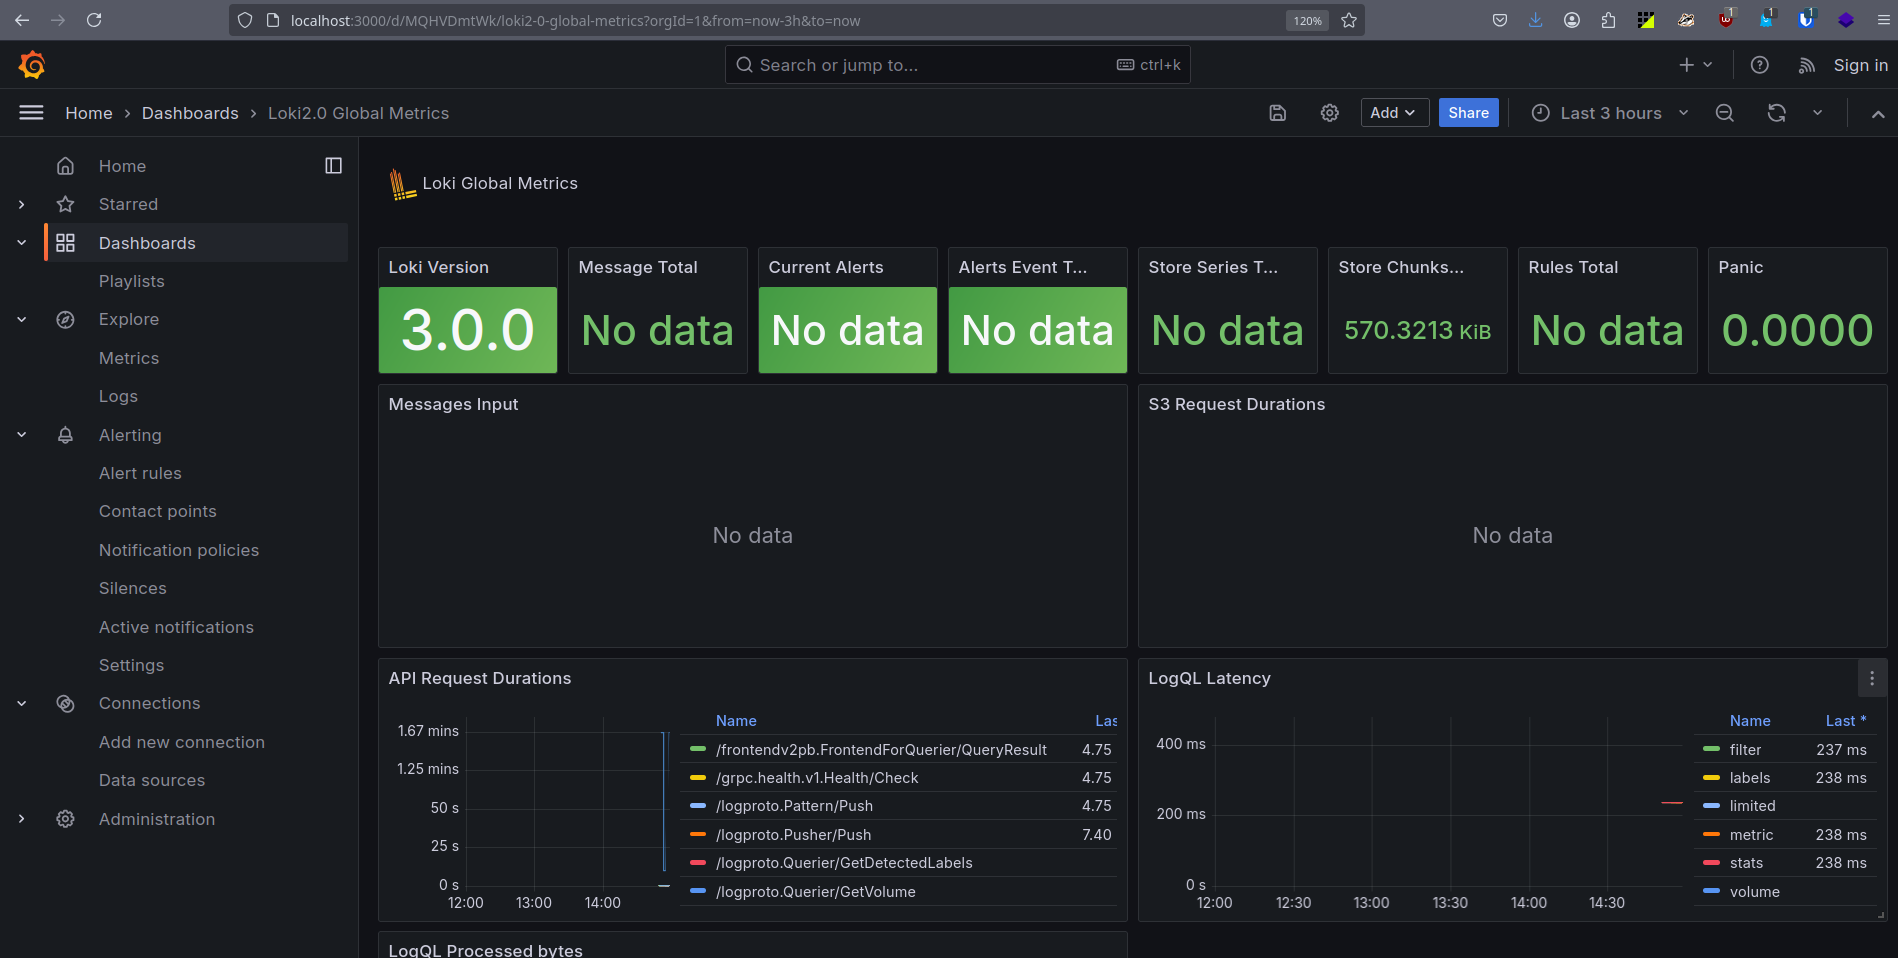 localhost:3000/d/MQHVDmtWk/loki2-0-global-metrics?orgId=1&from=now-3h&to=now
120%
1
1
1
Search or jump to...
ctrl+k
Sign in
Home › Dashboards › Loki2.0 Global Metrics
Add
Share
Last 3 hours
Home
Starred
Dashboards
Playlists
Explore
Metrics
Logs
Alerting
Alert rules
Contact points
Notification policies
Silences
Active notifications
Settings
Connections
Add new connection
Data sources
Administration
Loki Global Metrics
Loki Version
3.0.0
Message Total
No data
Current Alerts
No data
Alerts Event T...
No data
Store Series T...
No data
Store Chunks...
570.3213 KiB
Rules Total
No data
Panic
0.0000
Messages Input
No data
S3 Request Durations
No data
API Request Durations
1.67 mins
1.25 mins
50 s
25 s
0 s
12:00 13:00 14:00
Name Las
/frontendv2pb.FrontendForQuerier/QueryResult 4.75
/grpc.health.v1.Health/Check 4.75
/logproto.Pattern/Push 4.75
/logproto.Pusher/Push 7.40
/logproto.Querier/GetDetectedLabels
/logproto.Querier/GetVolume
LogQL Latency
400 ms
200 ms
0 s
12:00 12:30 13:00 13:30 14:00 14:30
Name Last *
filter 237 ms
labels 238 ms
limited
metric 238 ms
stats 238 ms
volume
LogQL Processed bytes